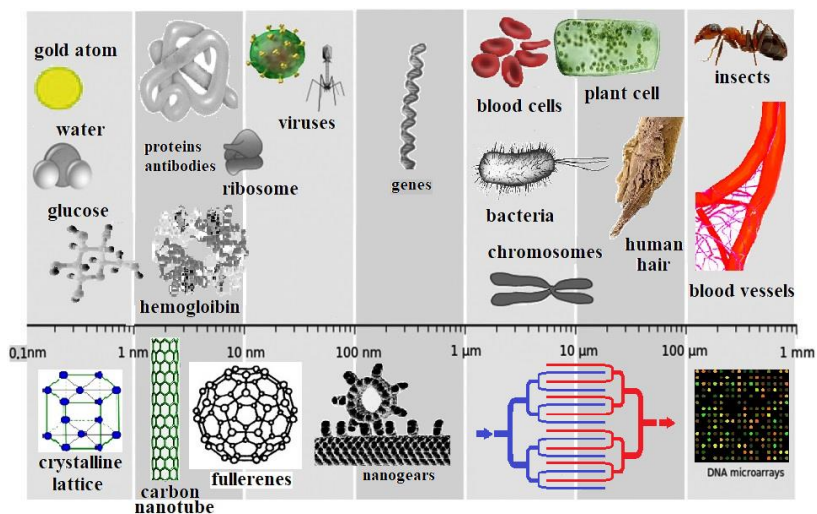 gold atom
water
glucose
proteins
antibodies
hemogloibin
viruses
ribosome
genes
blood cells
plant cell
bacteria
human
hair
chromosomes
insects
blood vessels
0.1nm
1 nm
10 nm
100 nm
1 µm
10 µm
100 µm
1 mm
crystalline
lattice
carbon
nanotube
fullerenes
nanogears
DNA microarrays